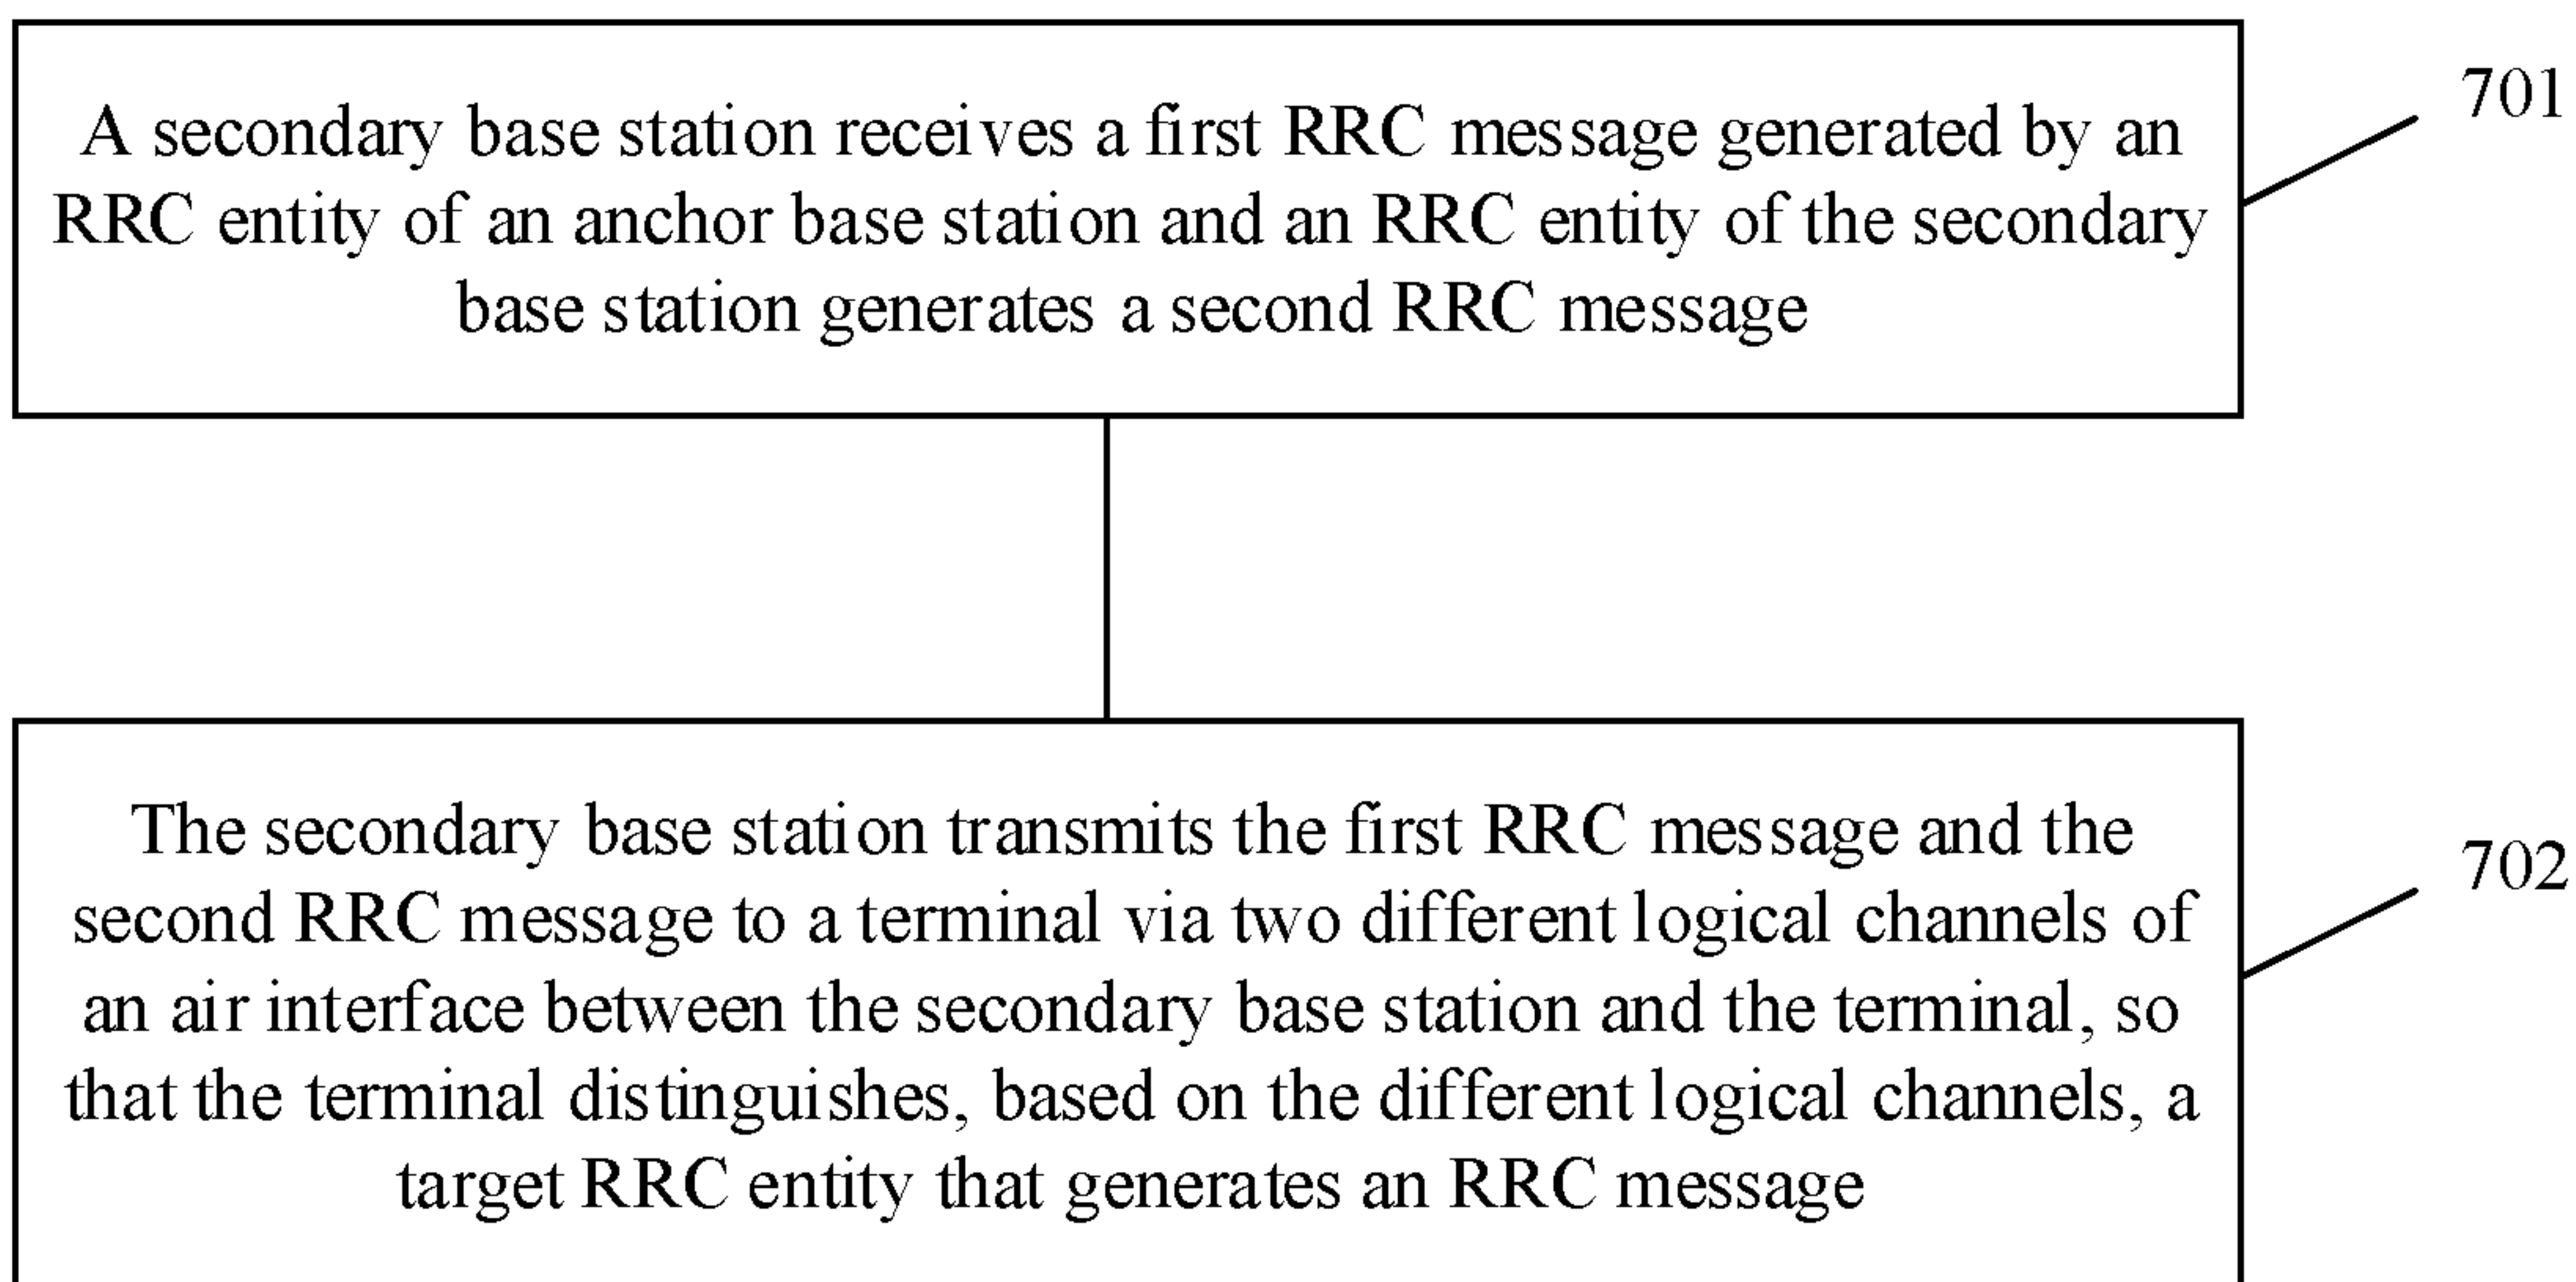 A secondary base station receives a first RRC message generated by an
RRC entity of an anchor base station and an RRC entity of the secondary
base station generates a second RRC message
701
The secondary base station transmits the first RRC message and the
second RRC message to a terminal via two different logical channels of
an air interface between the secondary base station and the terminal, so
that the terminal distinguishes, based on the different logical channels, a
target RRC entity that generates an RRC message
702